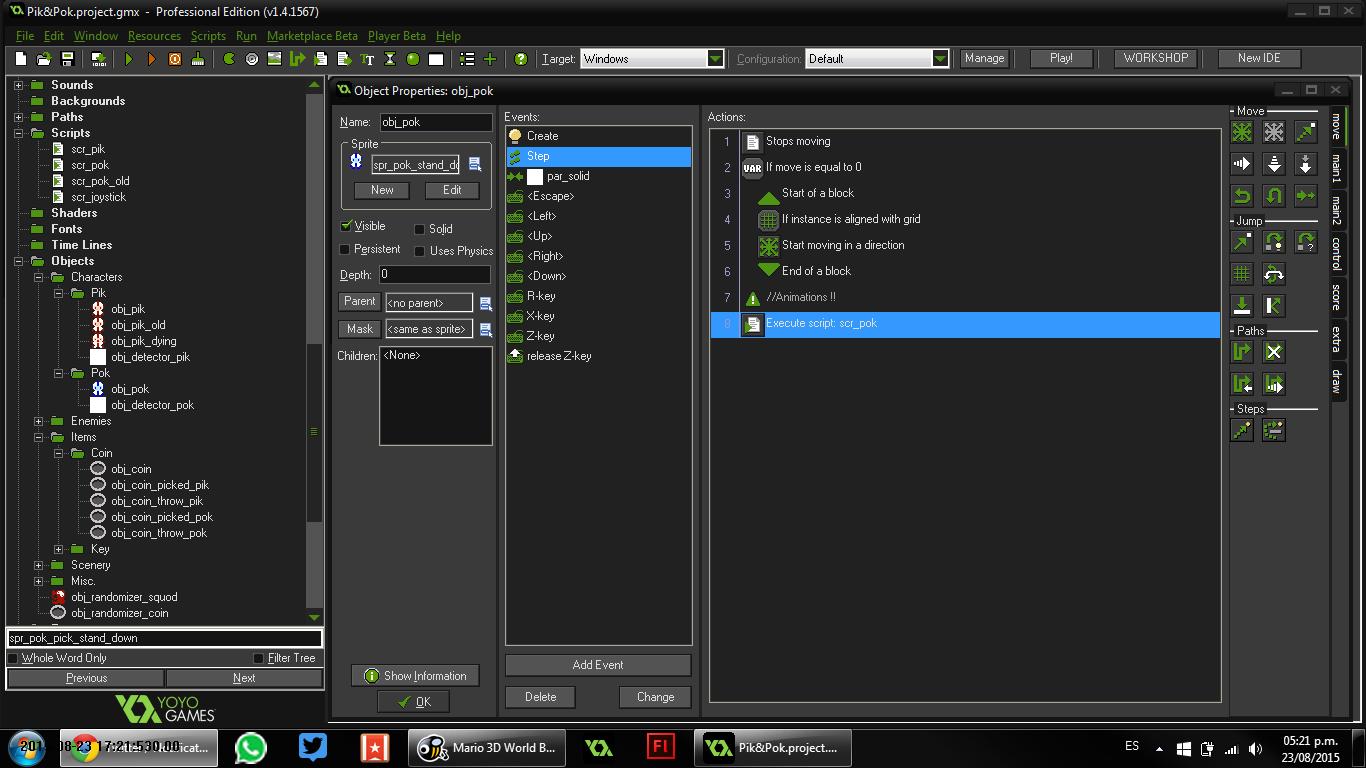 Pik&Pok.project.gmx - Professional Edition (v1.4.1567)
File Edit Window Resources Scripts Run Marketplace Beta Player Beta Help
Target: Windows Configuration: Default Manage Play! WORKSHOP New IDE
Sounds
Backgrounds
Paths
Scripts
scr_pik
scr_pok
scr_pok_old
scr_joystick
Shaders
Fonts
Time Lines
Objects
Characters
Pik
obj_pik
obj_pik_old
obj_pik_dying
obj_detector_pik
Pok
obj_pok
obj_detector_pok
Enemies
Items
Coin
obj_coin
obj_coin_picked_pik
obj_coin_throw_pik
obj_coin_picked_pok
obj_coin_throw_pok
Key
Scenery
Misc.
obj_randomizer_squod
obj_randomizer_coin
spr_pok_pick_stand_down
Whole Word Only Filter Tree
Previous Next
YOYO
GAMES
Object Properties: obj_pok
Name: obj_pok
Sprite
spr_pok_stand_do
New Edit
Visible Solid
Persistent Uses Physics
Depth: 0
Parent <no parent>
Mask <same as sprite>
Children: <None>
Show Information
OK
Events:
Create
Step
par_solid
<Escape>
<Left>
<Up>
<Right>
<Down>
R-key
X-key
Z-key
release Z-key
Add Event
Delete Change
Actions:
1 Stops moving
2 VAR If move is equal to 0
3 Start of a block
4 If instance is aligned with grid
5 Start moving in a direction
6 End of a block
7 //Animations !!
8 Execute script: scr_pok
Move
Jump
Paths
Steps
move
main1
main2
control
score
extra
draw
Mario 3D World B...
Fl
Pik&Pok.project....
ES
05:21 p.m.
23/08/2015